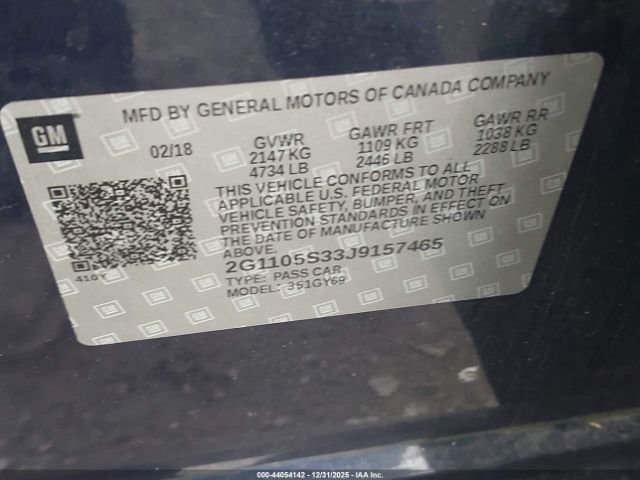 MFD BY GENERAL MOTORS OF CANADA COMPANY
GM
02/18 GVWR GAWR FRT GAWR RR
2147 KG 1109 KG 1038 KG
4734 LB 2446 LB 2288 LB
THIS VEHICLE CONFORMS TO ALL
APPLICABLE U.S. FEDERAL MOTOR
VEHICLE SAFETY, BUMPER, AND THEFT
PREVENTION STANDARDS IN EFFECT ON
THE DATE OF MANUFACTURE SHOWN
ABOVE.
2G1105S33J9157465
TYPE: PASS CAR
MODEL: 351GY69
410Y
000-44054142 - 12/31/2025 - IAA Inc.